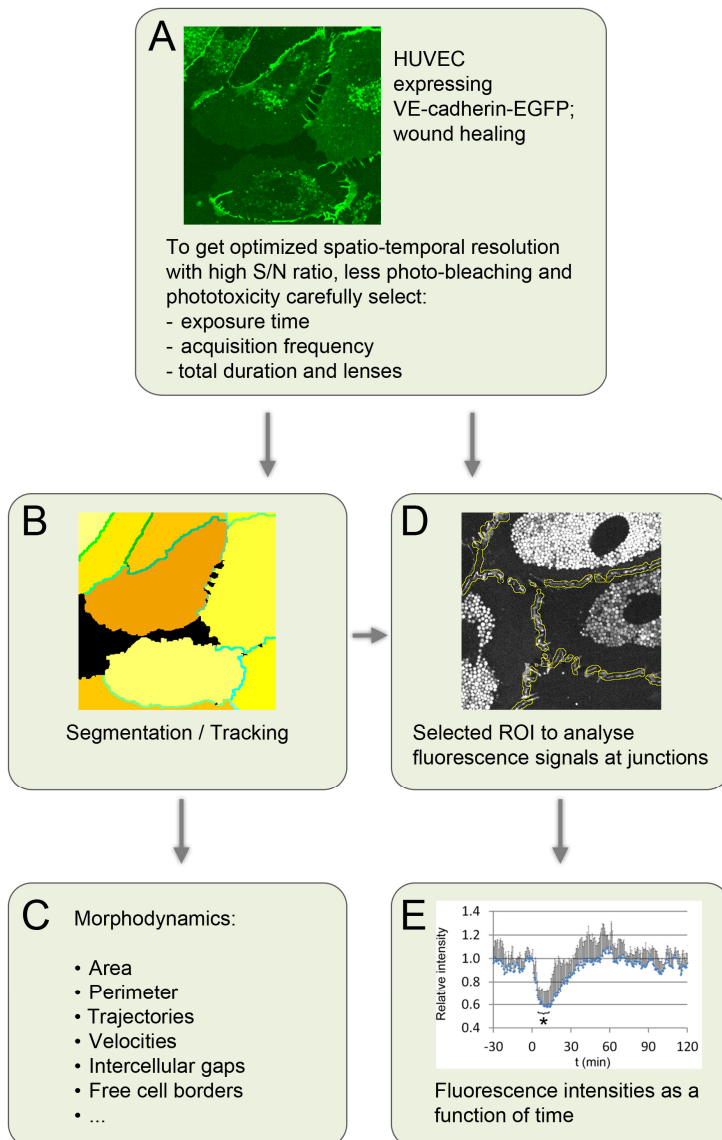 A
HUVEC
expressing
VE-cadherin-EGFP;
wound healing
To get optimized spatio-temporal resolution
with high S/N ratio, less photo-bleaching and
phototoxicity carefully select:
- exposure time
- acquisition frequency
- total duration and lenses
B
Segmentation / Tracking
D
Selected ROI to analyse
fluorescence signals at junctions
C
Morphodynamics:
• Area
• Perimeter
• Trajectories
• Velocities
• Intercellular gaps
• Free cell borders
• ...
E
Relative intensity
1.4
1.2
1.0
0.8
0.6
0.4
*
-30 0 30 60 90 120
t (min)
Fluorescence intensities as a
function of time